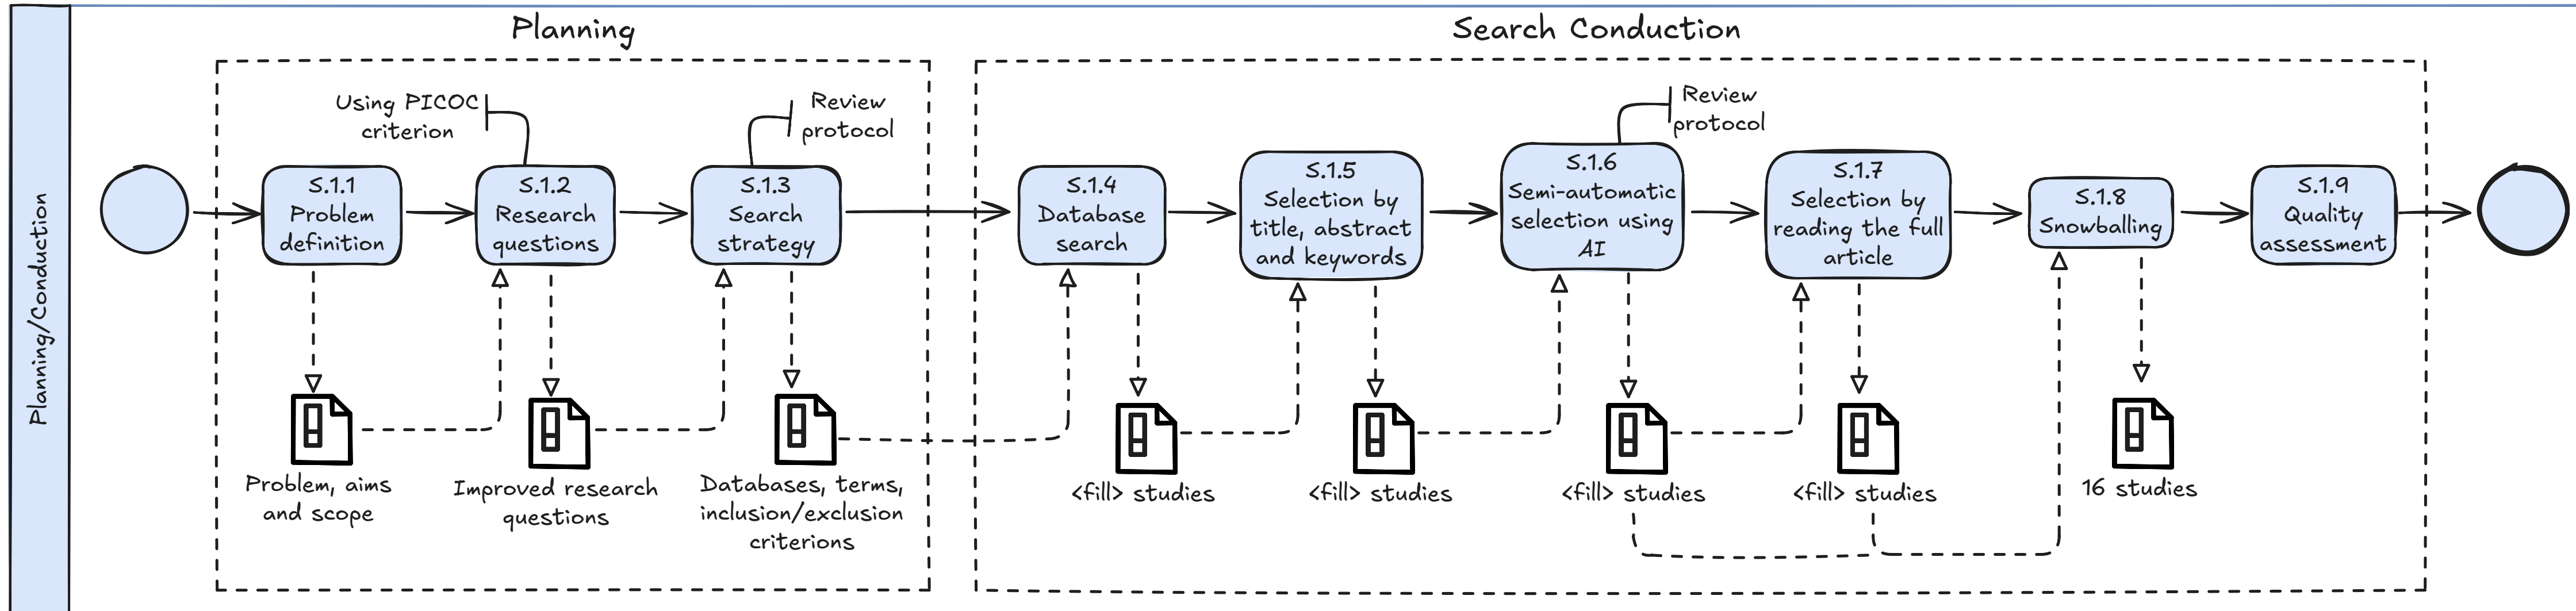 Planning/Conduction
Planning
Using PICOC
criterion
Review
protocol
S.1.1
Problem
definition
S.1.2
Research
questions
S.1.3
Search
strategy
Problem, aims
and scope
Improved research
questions
Databases, terms,
inclusion/exclusion
criterions
Search Conduction
Review
protocol
S.1.4
Database
search
S.1.5
Selection by
title, abstract
and keywords
S.1.6
Semi-automatic
selection using
AI
S.1.7
Selection by
reading the full
article
S.1.8
Snowballing
S.1.9
Quality
assessment
<fill> studies
<fill> studies
<fill> studies
<fill> studies
16 studies